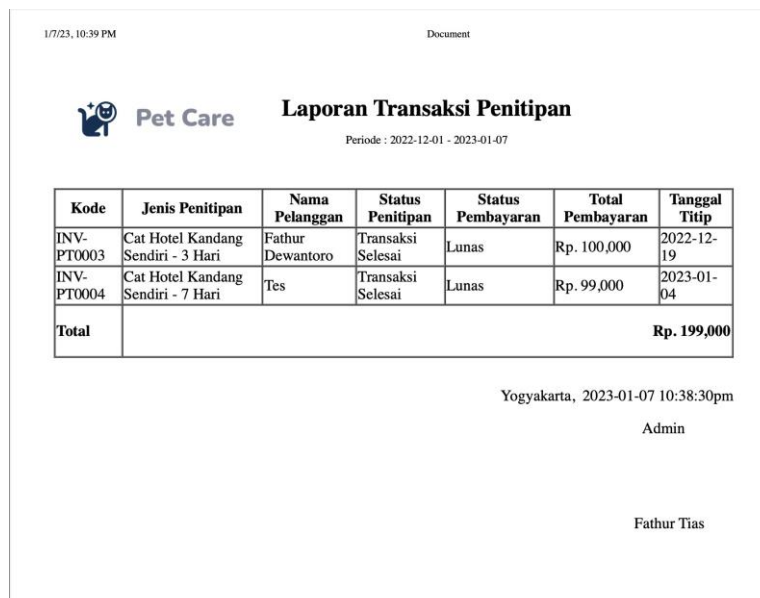 1/7/23, 10:39 PM Document
Pet Care
Laporan Transaksi Penitipan
Periode : 2022-12-01 - 2023-01-07
Kode Jenis Penitipan Nama Pelanggan Status Penitipan Status Pembayaran Total Pembayaran Tanggal Titip
INV-PT0003 Cat Hotel Kandang Sendiri - 3 Hari Fathur Dewantoro Transaksi Selesai Lunas Rp. 100,000 2022-12-19
INV-PT0004 Cat Hotel Kandang Sendiri - 7 Hari Tes Transaksi Selesai Lunas Rp. 99,000 2023-01-04
Total Rp. 199,000
Yogyakarta, 2023-01-07 10:38:30pm
Admin
Fathur Tias